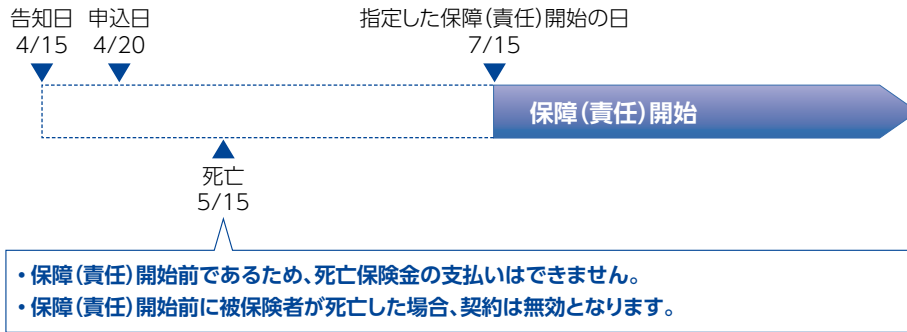 告知日 申込日 指定した保障(責任)開始の日
4/15 4/20 7/15
保障(責任)開始
死亡
5/15
・保障(責任)開始前であるため、死亡保険金の支払いはできません。
・保障(責任)開始前に被保険者が死亡した場合、契約は無効となります。